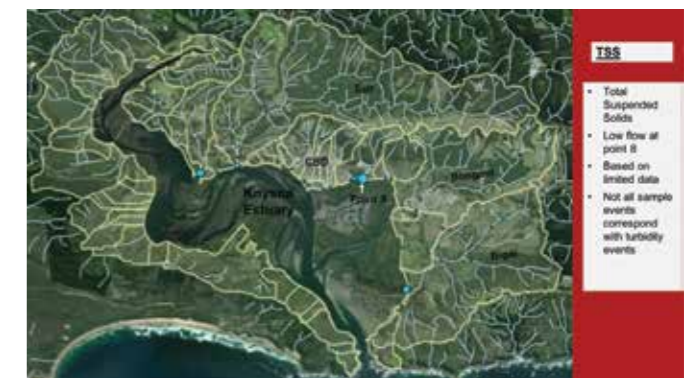 TSS
• Total
Suspended
Solids
• Low flow at
point 8
• Based on
limited data
• Not all sample
events
correspond
with turbidity
events
CBD
Knysna
Estuary
Point 8